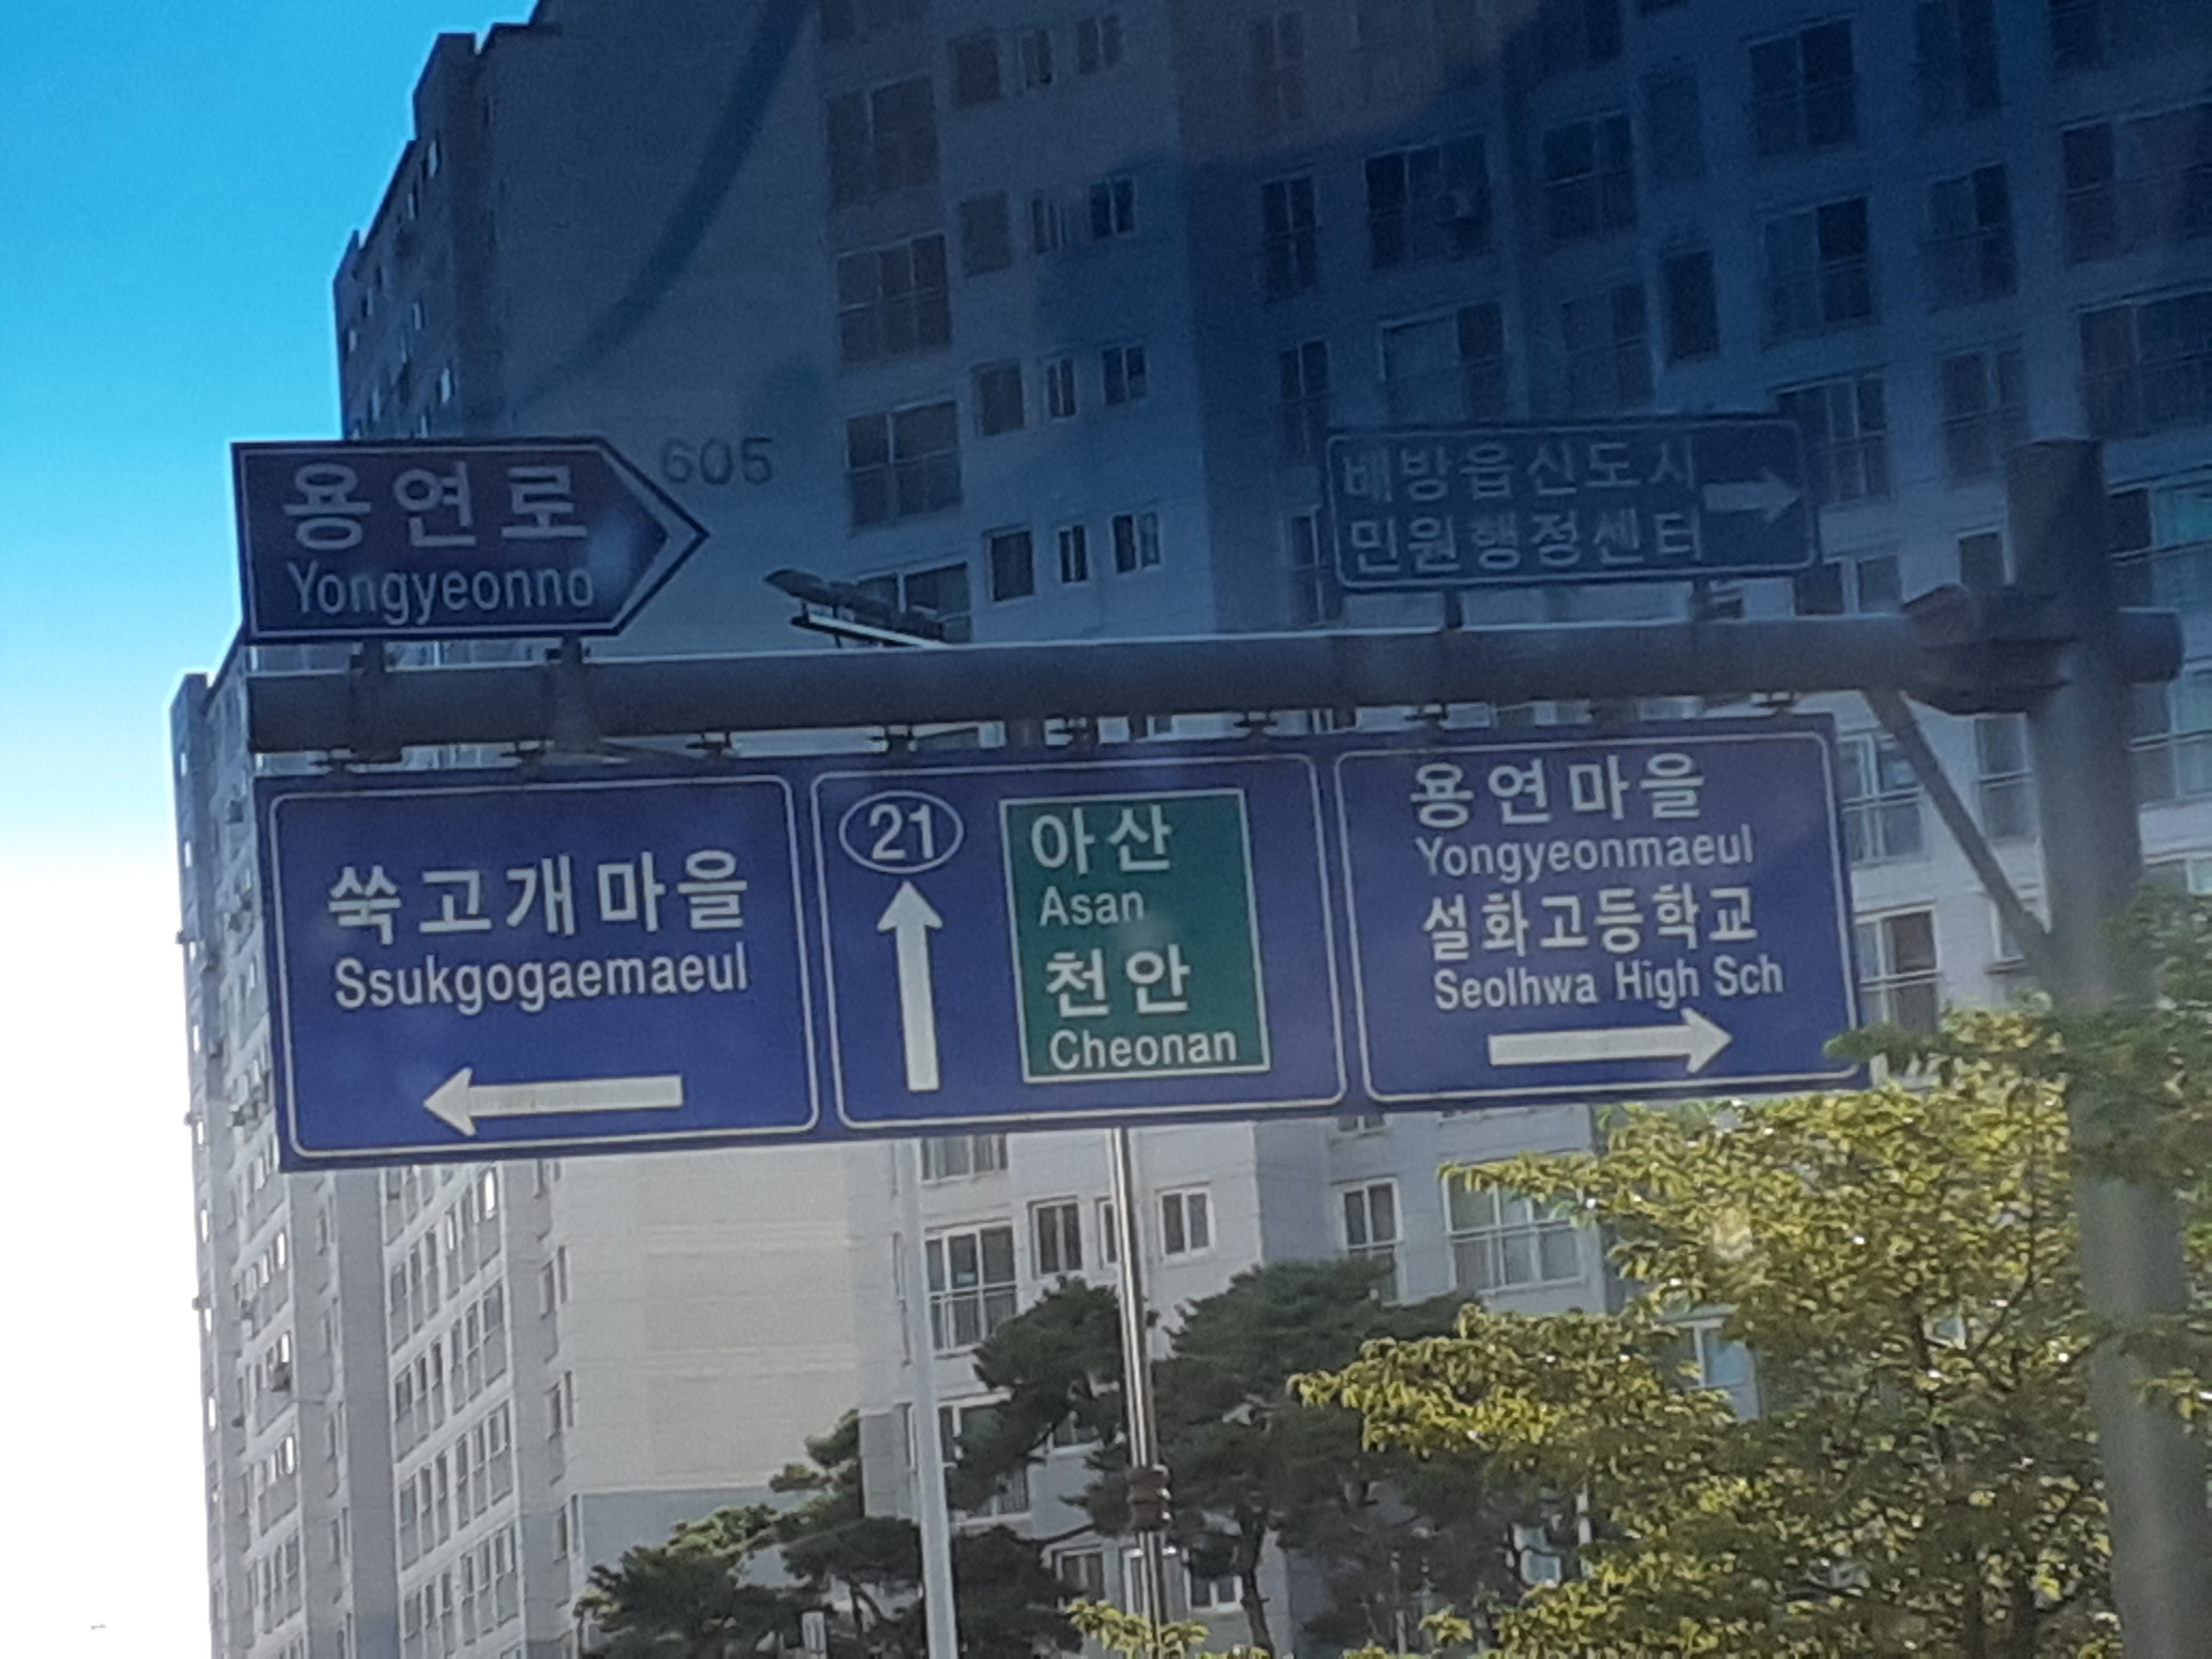 605
용연로
Yongyeonno
배방읍신도시
민원행정센터
쑥고개마을
Ssukgogaemaeul
21
아산
Asan
천안
Cheonan
용연마을
Yongyeonmaeul
설화고등학교
Seolhwa High Sch